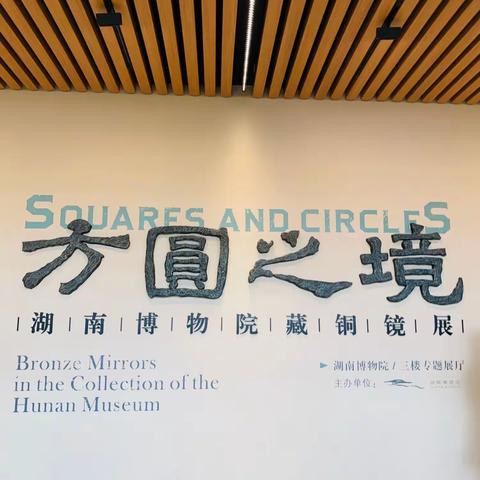 SQUARES AND CIRCLES
方圓之境
湖南博物院藏铜镜展
Bronze Mirrors
in the Collection of the
Hunan Museum
湖南博物院 / 三楼专题展厅
主办单位：